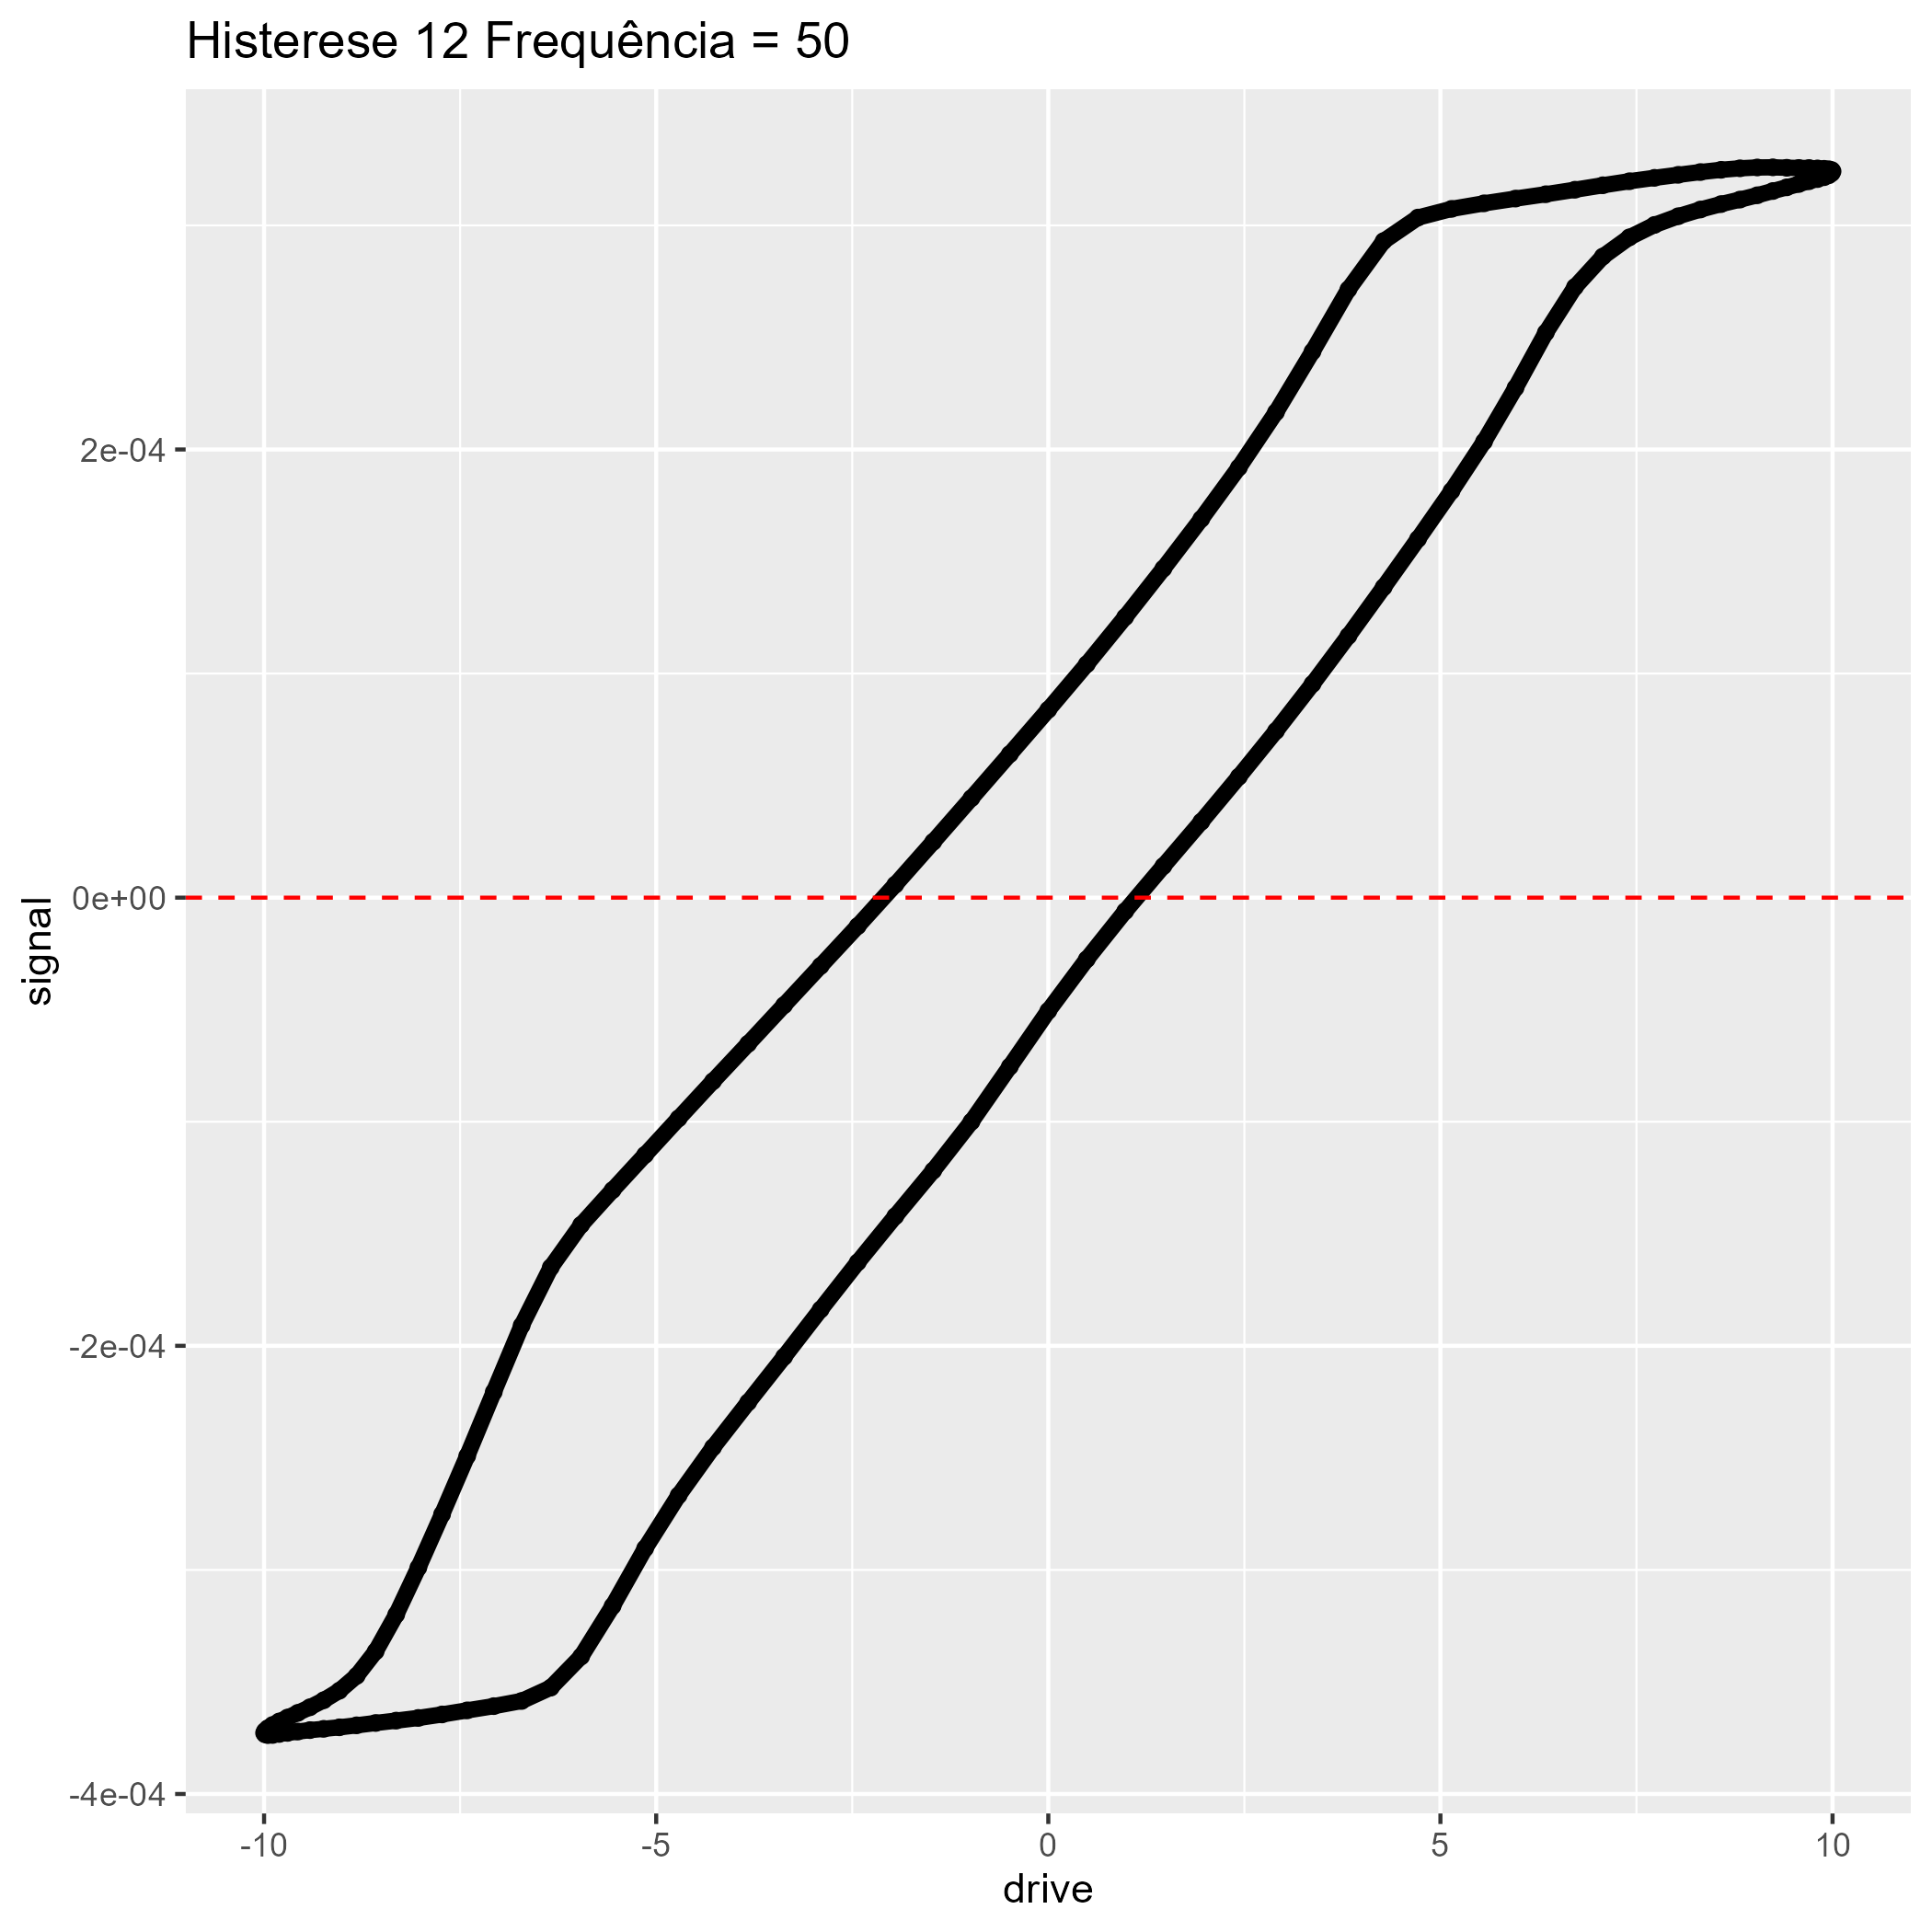 Histerese 12 Frequência = 50
signal
2e-04
0e+00
-2e-04
-4e-04
-10 -5 0 5 10
drive